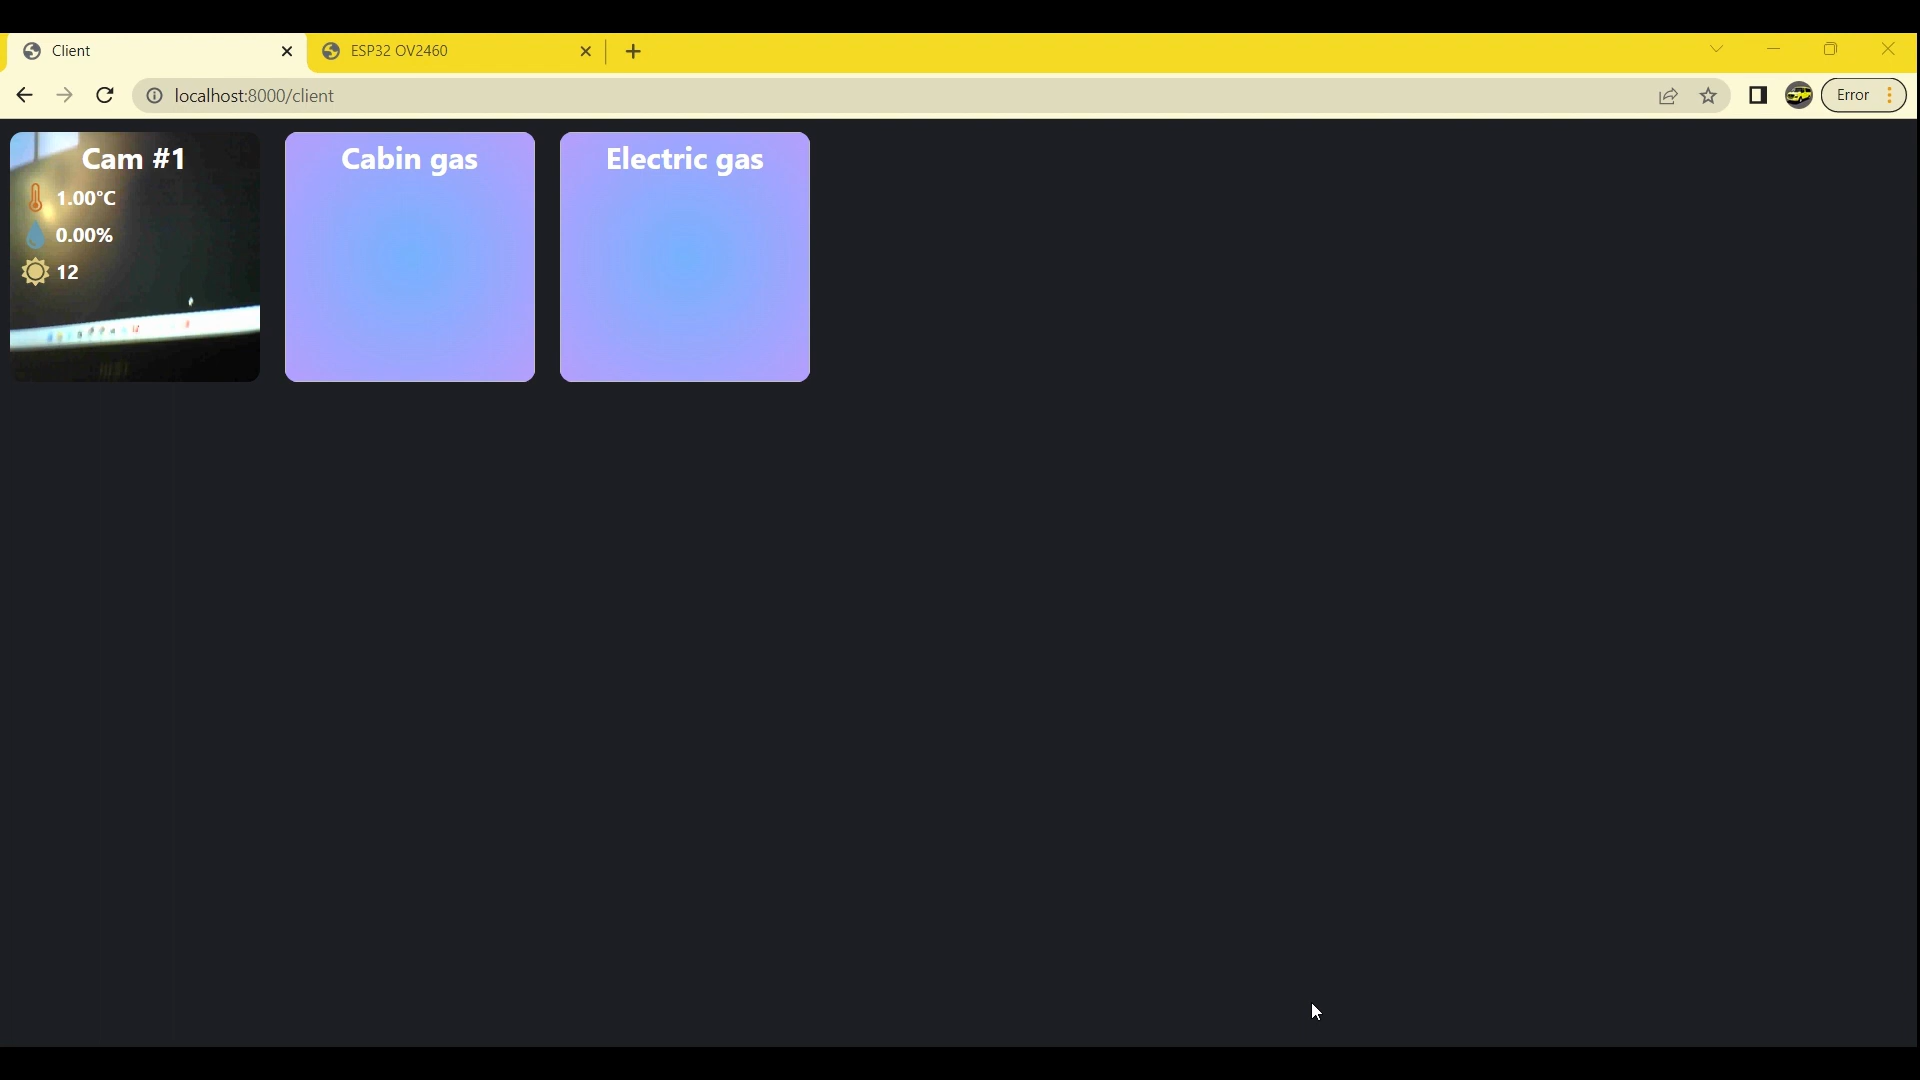 Client
ESP32 OV2460
localhost:8000/client
Error
Cam #1
1.00°C
0.00%
12
Cabin gas
Electric gas